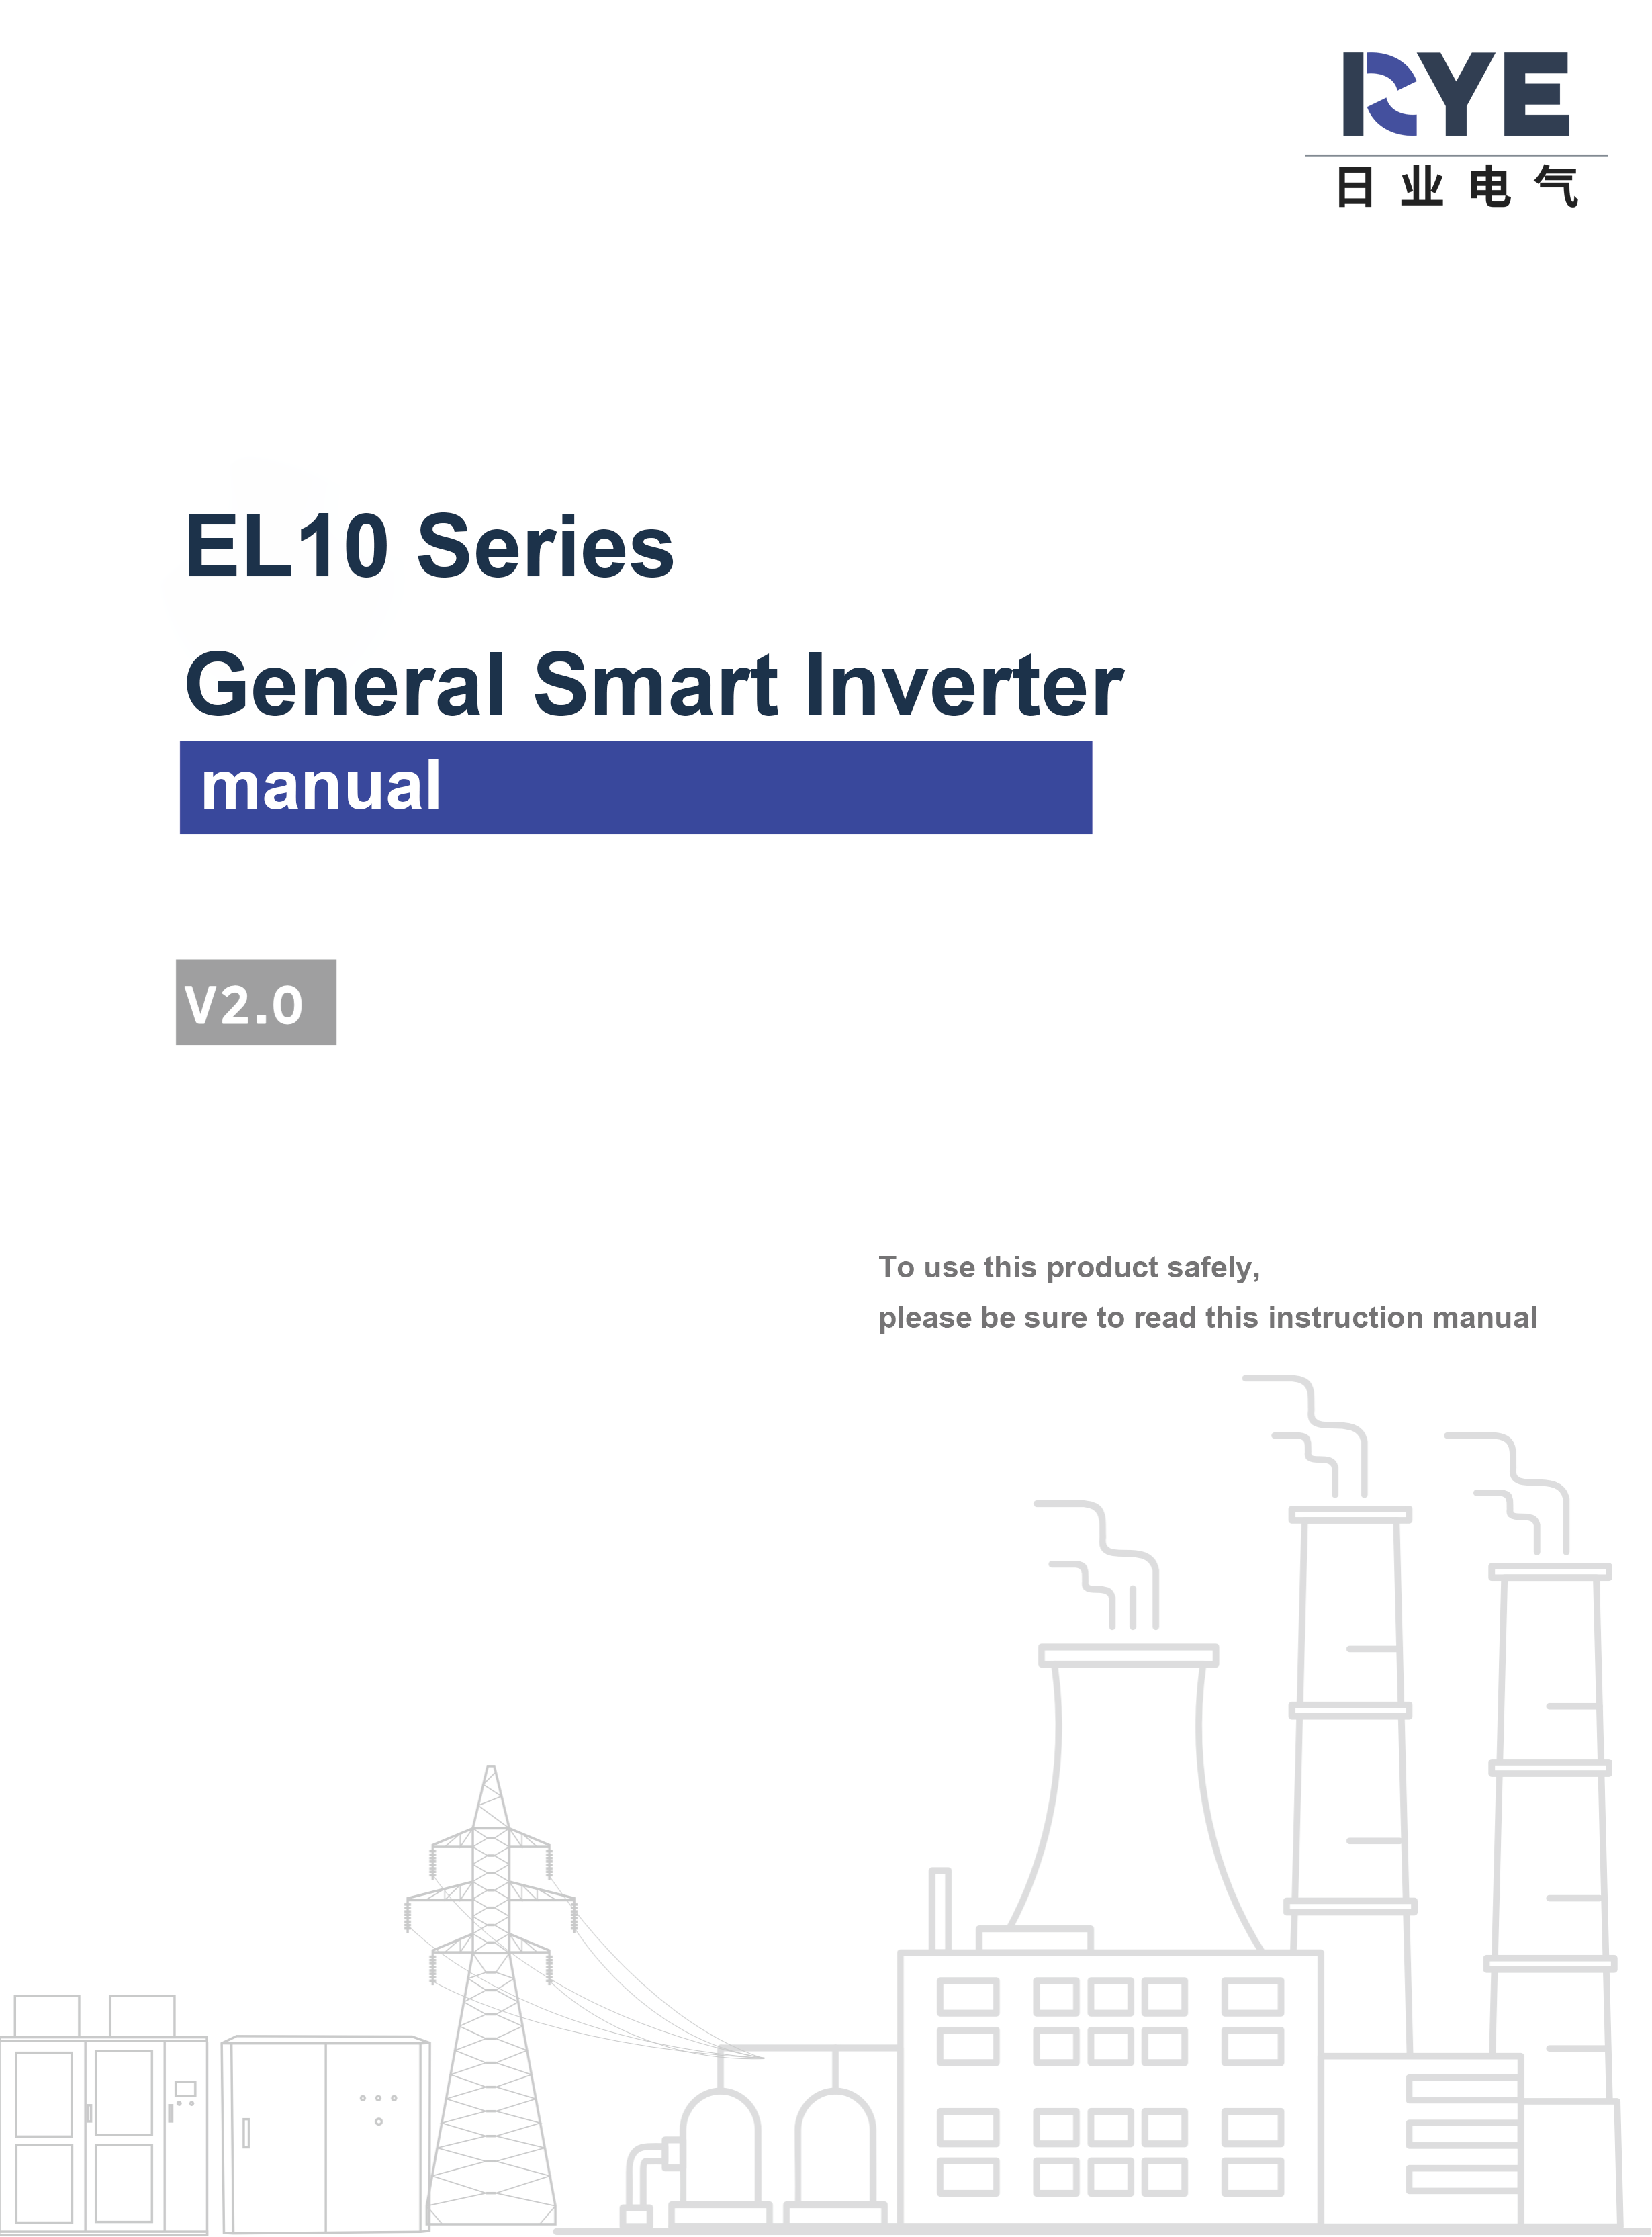 RYE
日业电气
EL10 Series
General Smart Inverter
manual
V2.0
To use this product safely,
please be sure to read this instruction manual